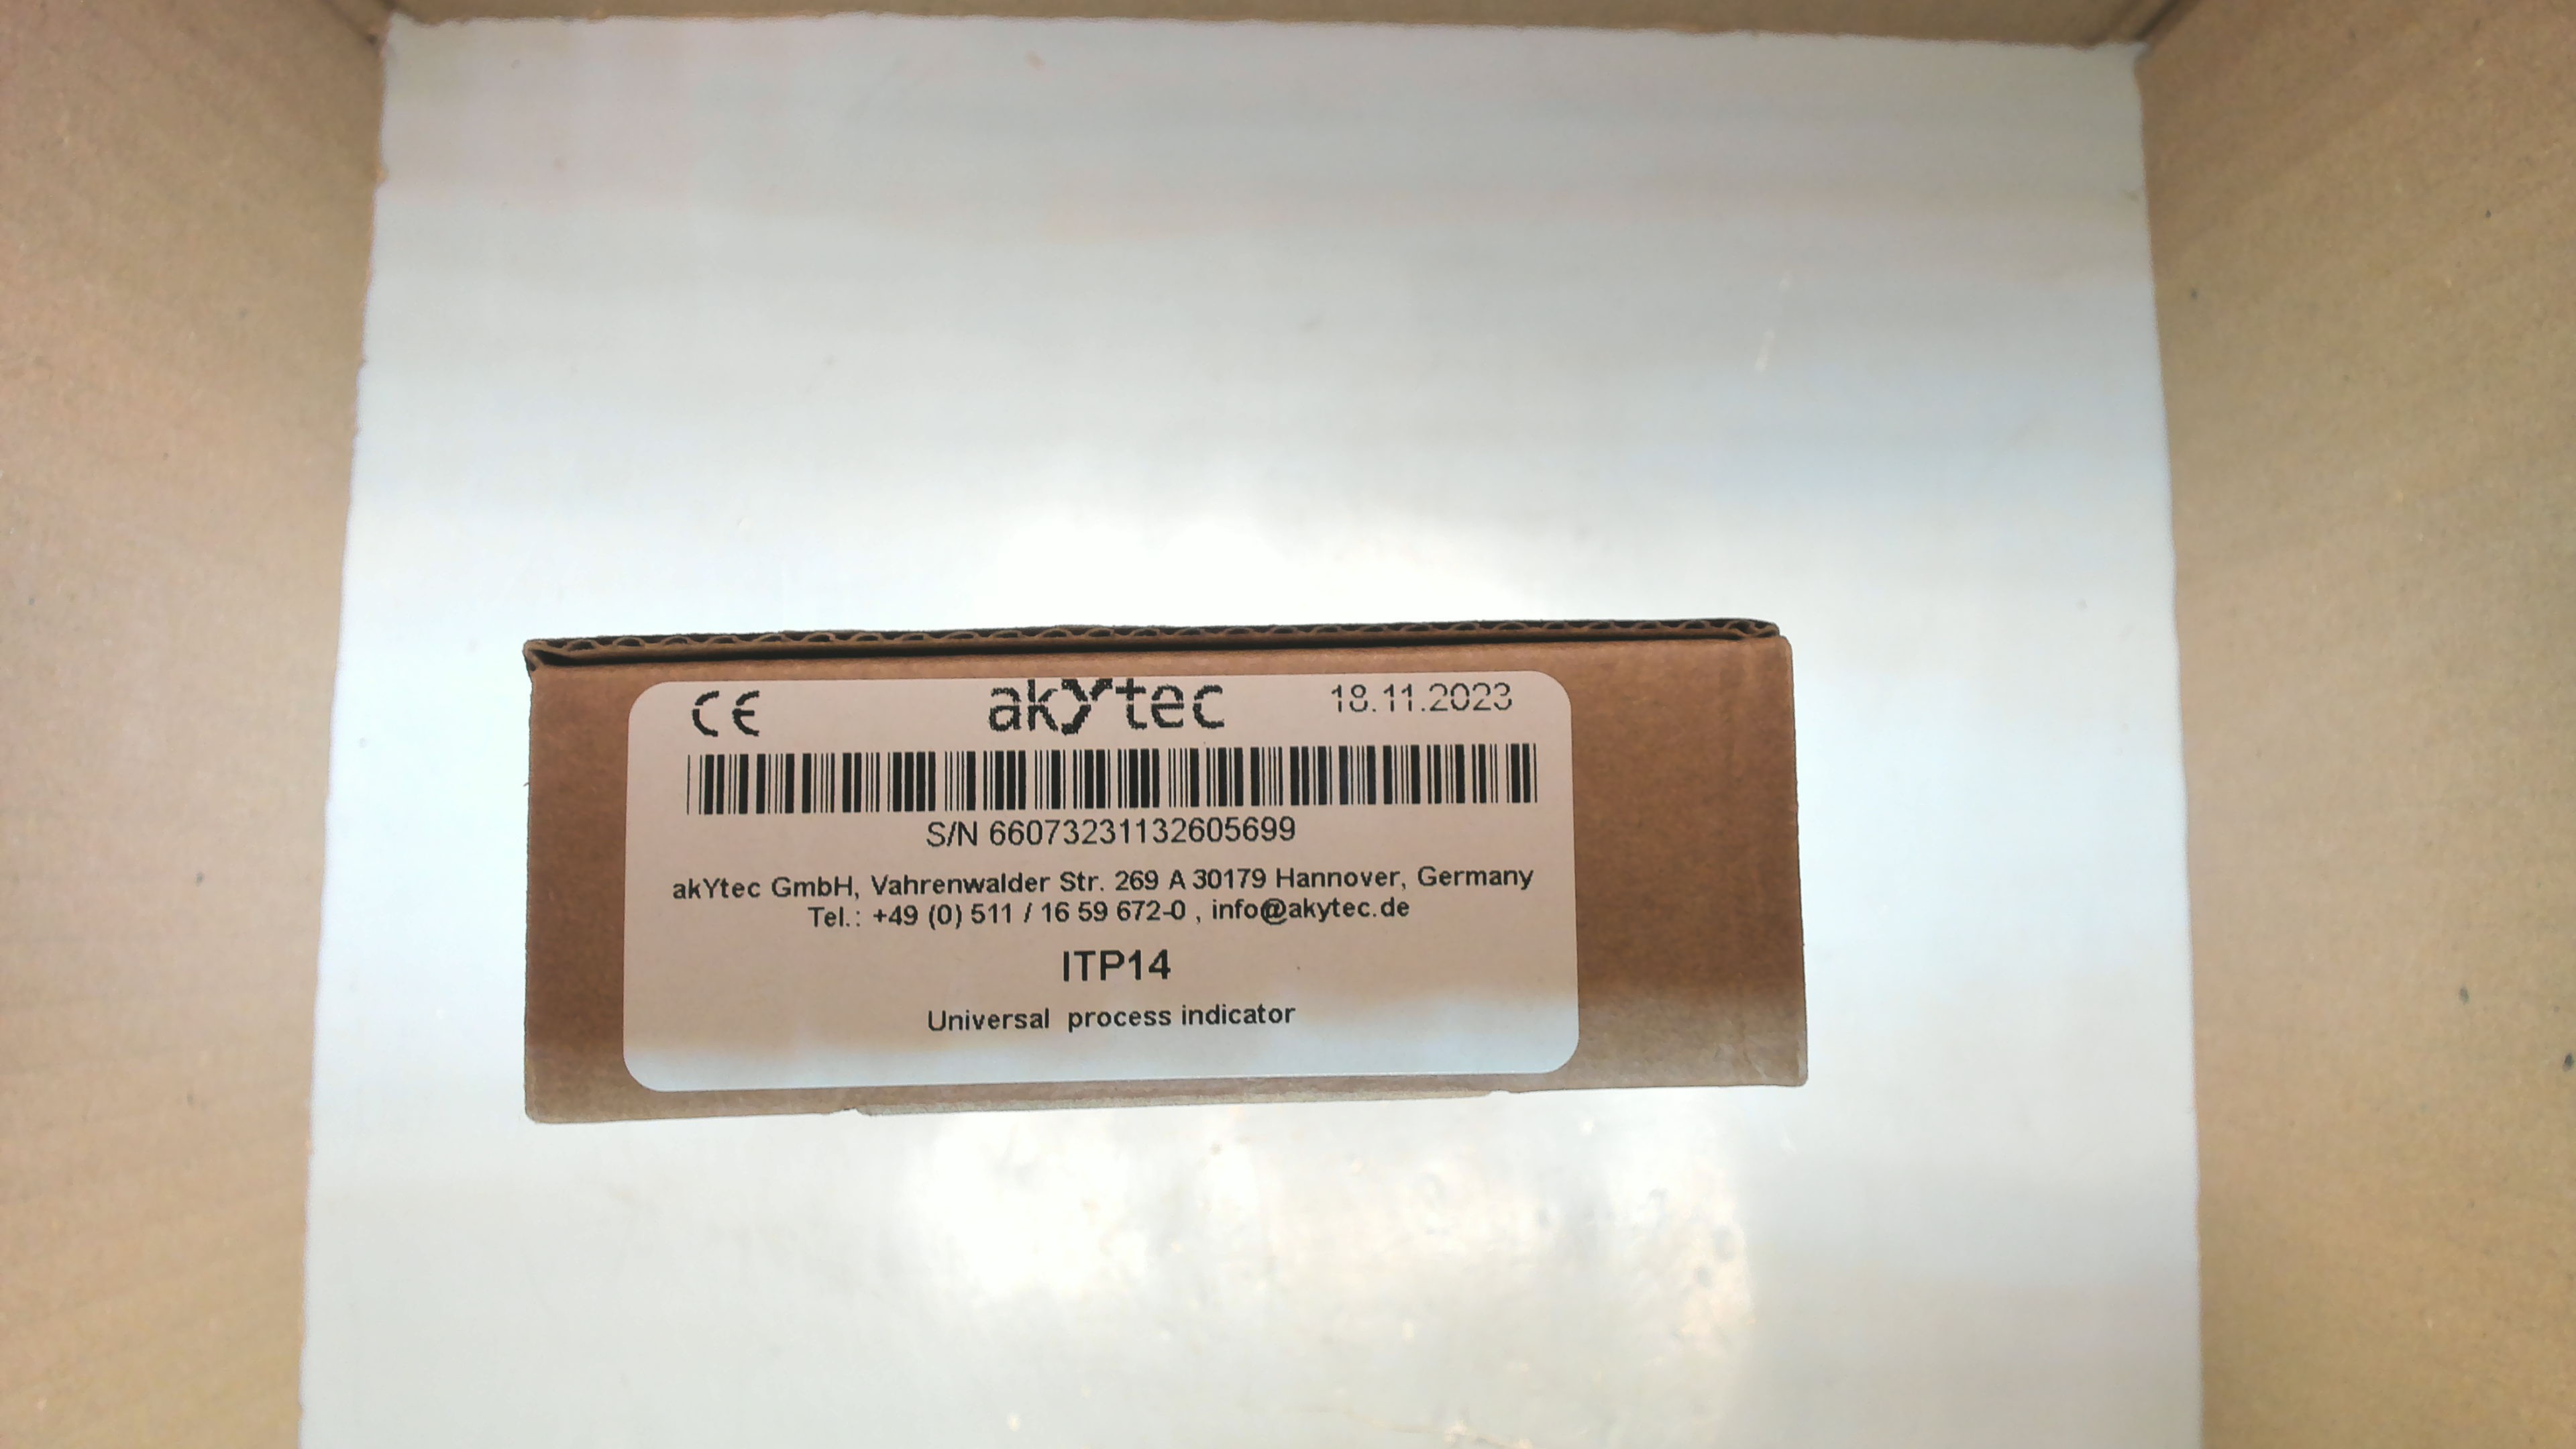 CE akYtec 18.11.2023
S/N 66073231132605699
akYtec GmbH, Vahrenwalder Str. 269 A 30179 Hannover, Germany
Tel.: +49 (0) 511 / 16 59 672-0 , info@akytec.de
ITP14
Universal process indicator